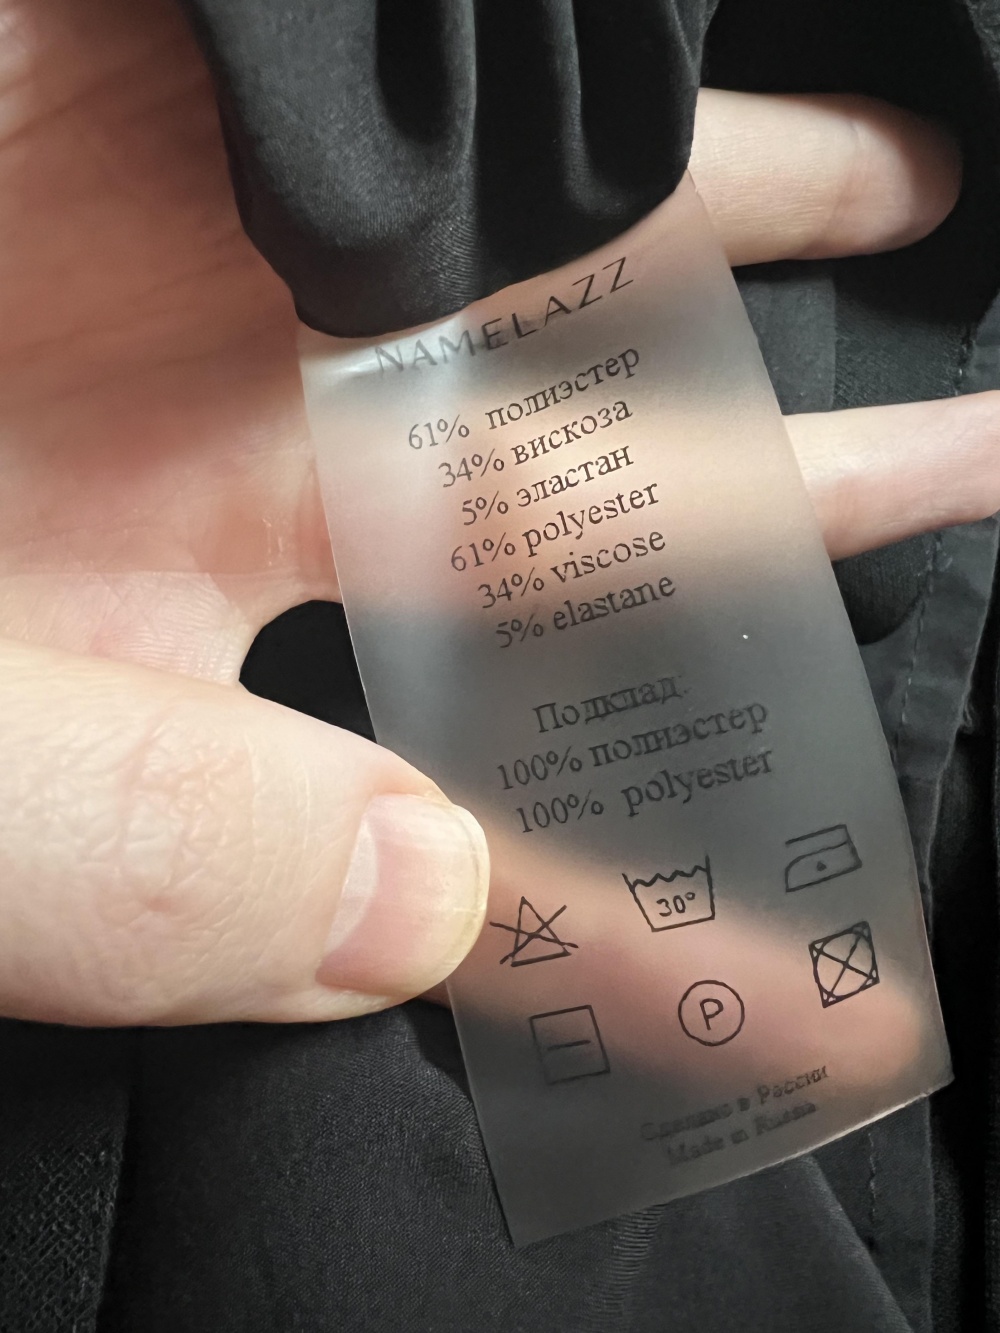 NAMELAZZ
61% полиэстер
34% вискоза
5% эластан
61% polyester
34% viscose
5% elastane
Подклад:
100% полиэстер
100% polyester
30°
P
Сделано в России
Made in Russia